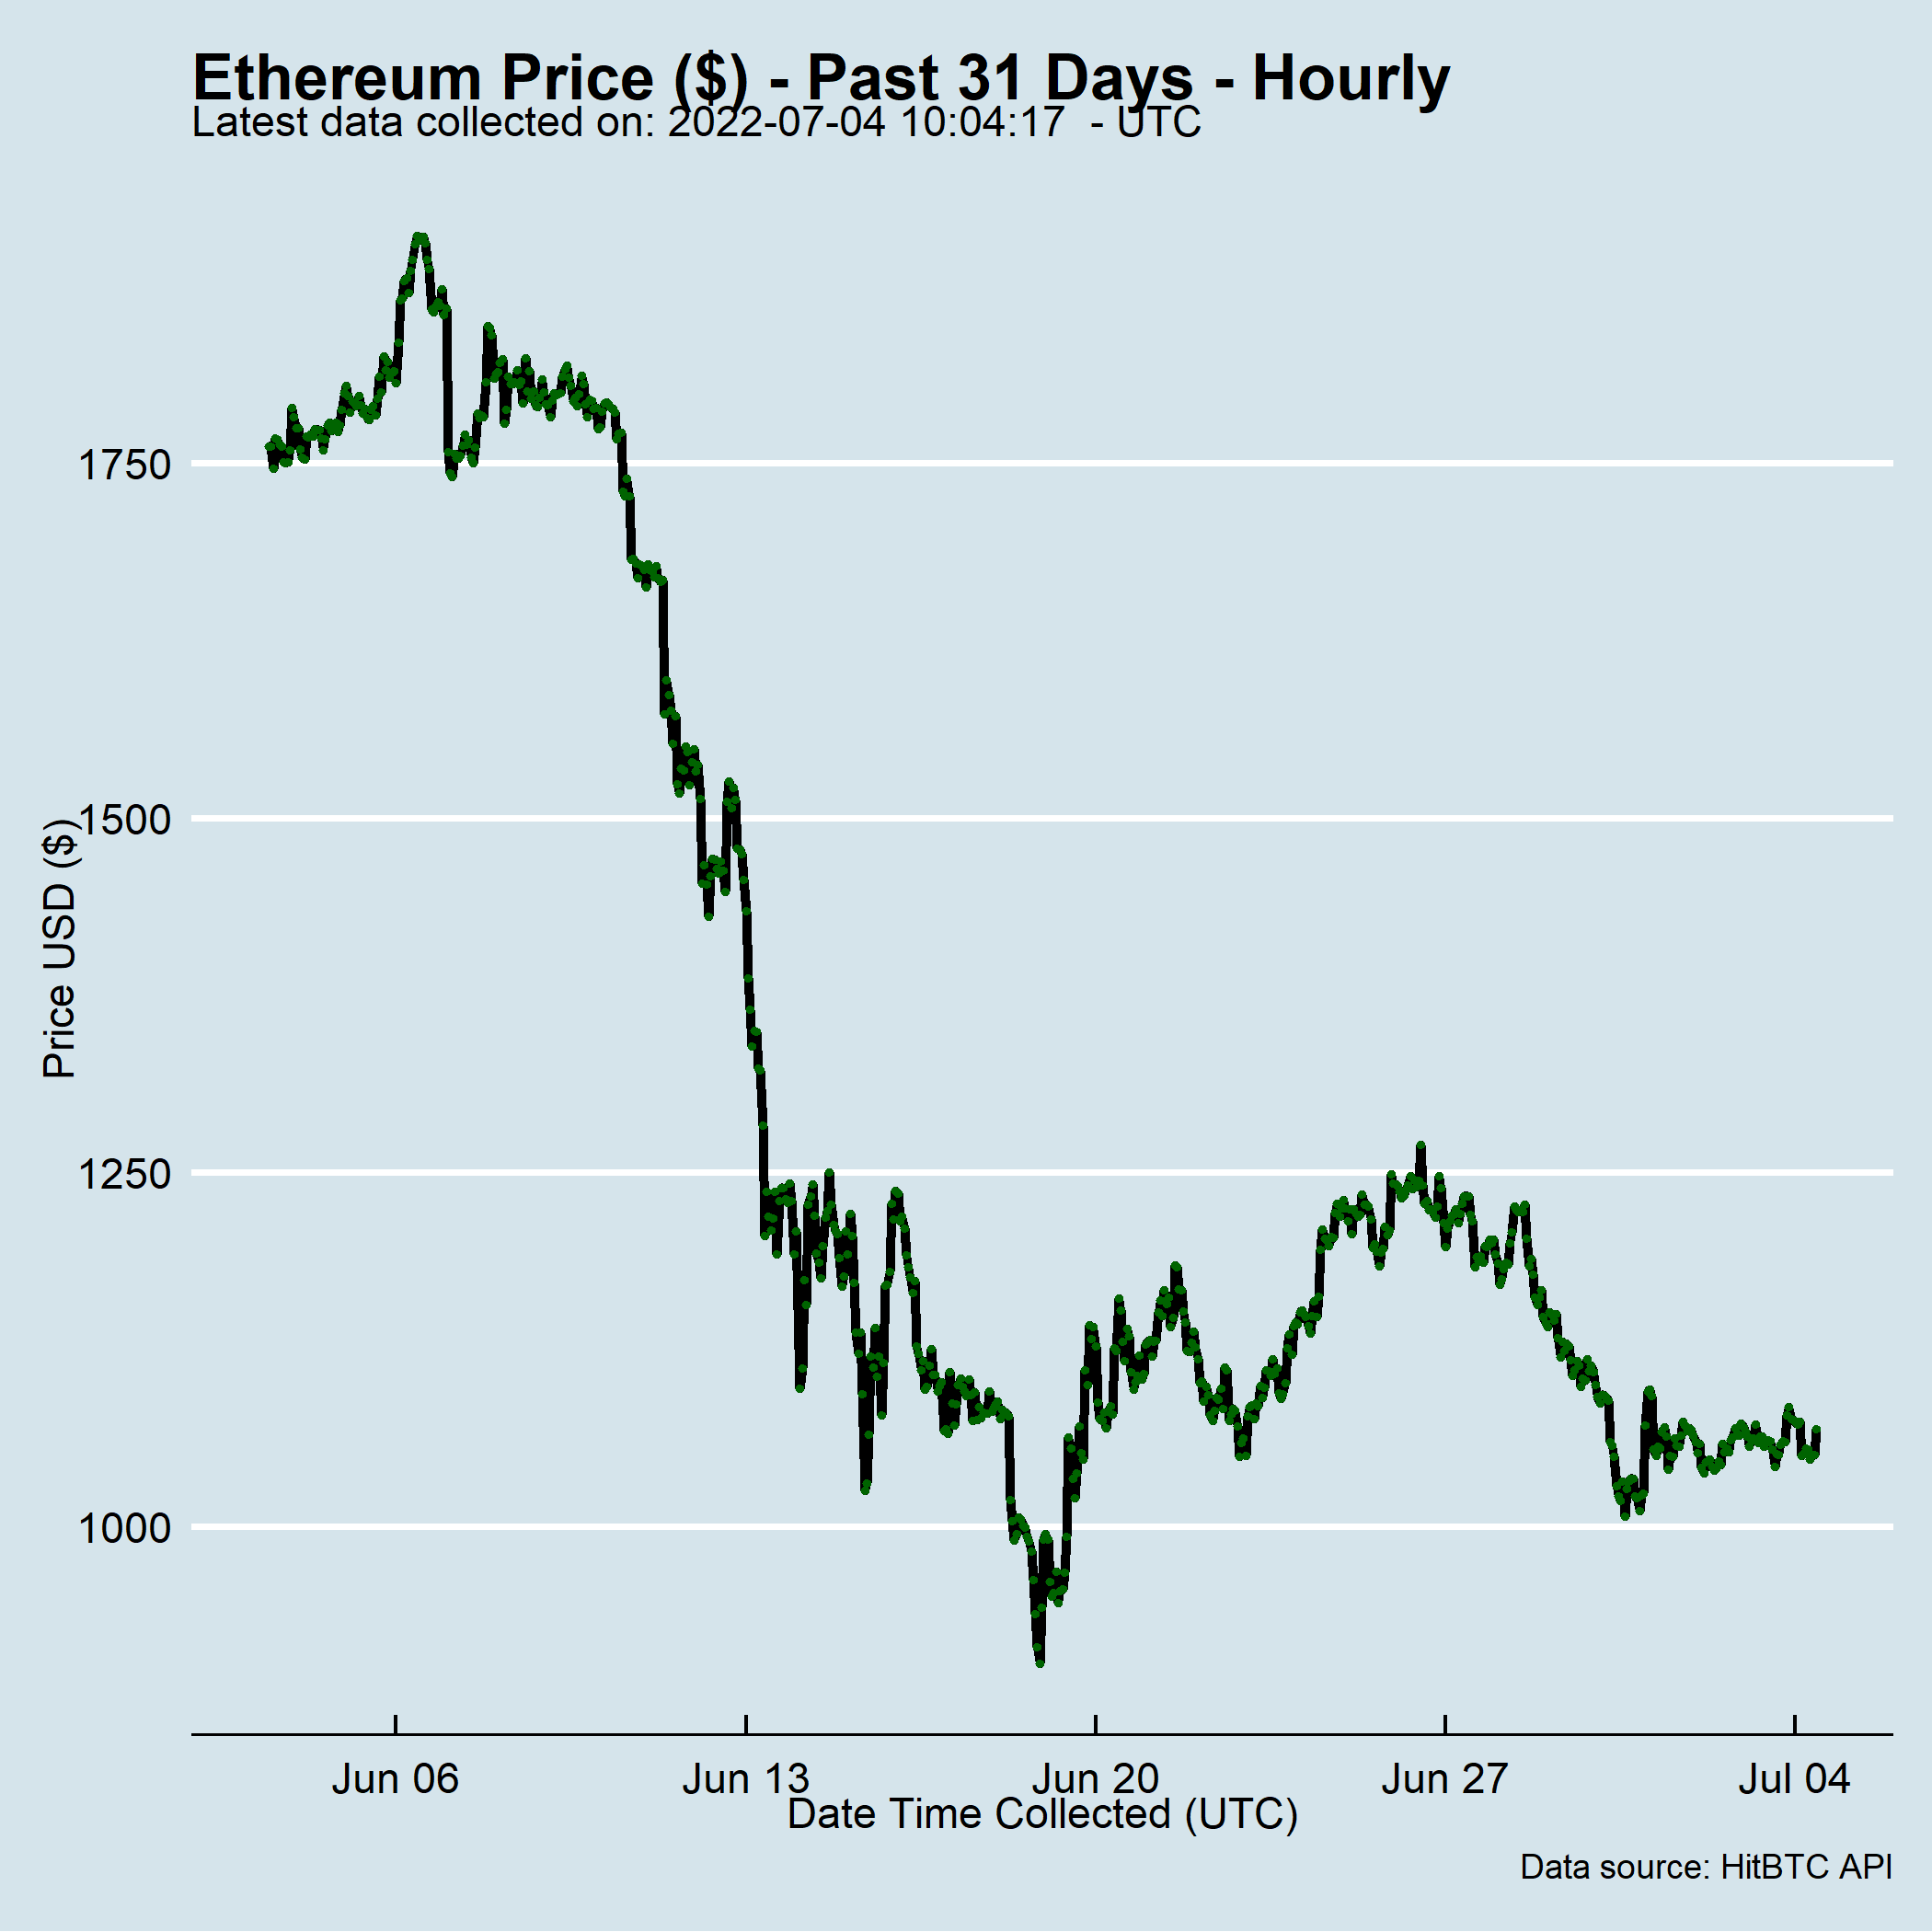 Ethereum Price ($) - Past 31 Days - Hourly
Latest data collected on: 2022-07-04 10:04:17  - UTC
1750
1500
1250
1000
Price USD ($)
Jun 06
Jun 13
Jun 20
Jun 27
Jul 04
Date Time Collected (UTC)
Data source: HitBTC API